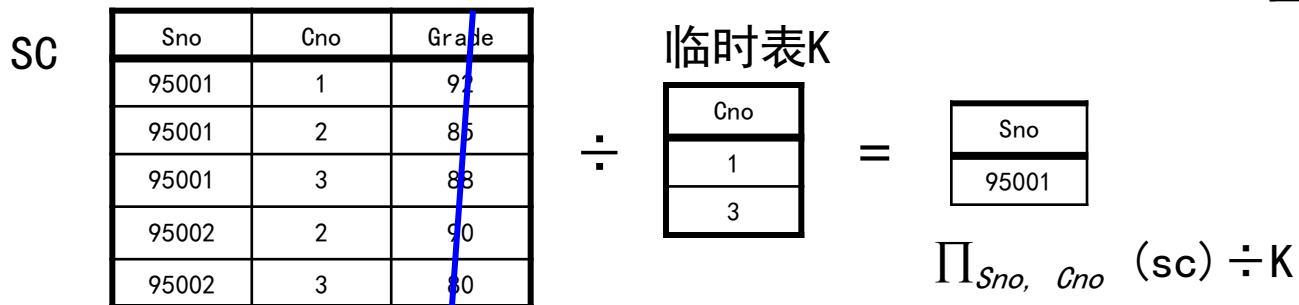 SC
Sno Cno Grade
95001 1 92
95001 2 85
95001 3 88
95002 2 90
95002 3 80
÷
临时表K
Cno
1
3
=
Sno
95001
∏Sno, Cno (sc)÷K